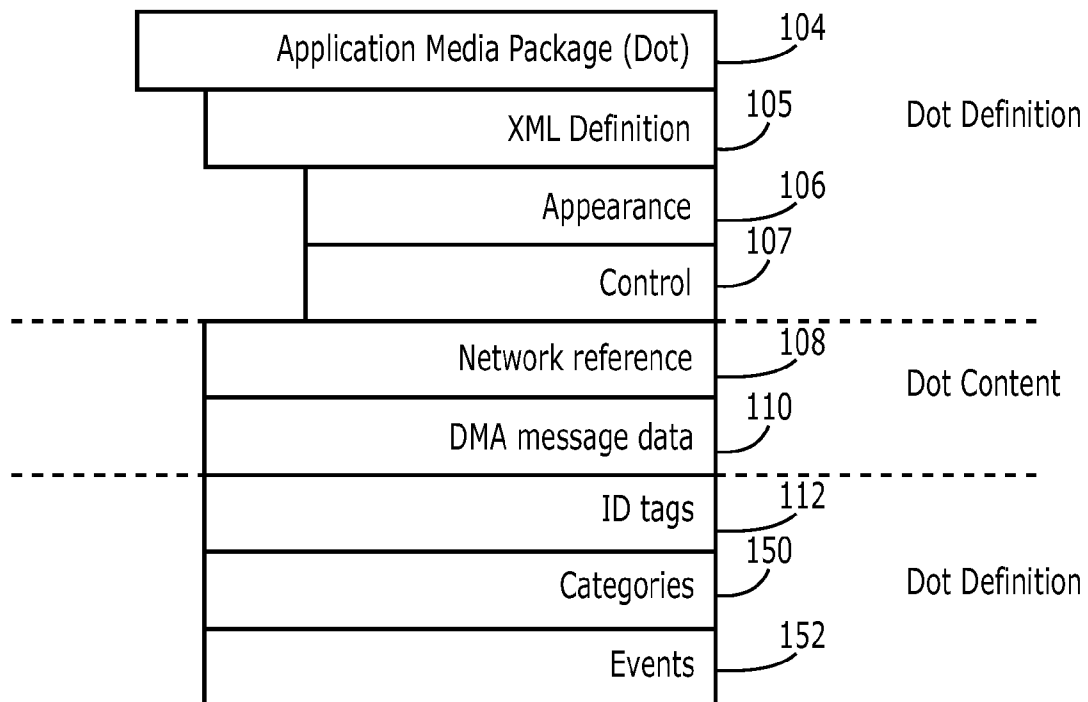 Application Media Package (Dot)
104
XML Definition
105
Dot Definition
Appearance
106
Control
107
Network reference
108
Dot Content
DMA message data
110
ID tags
112
Categories
150
Dot Definition
Events
152